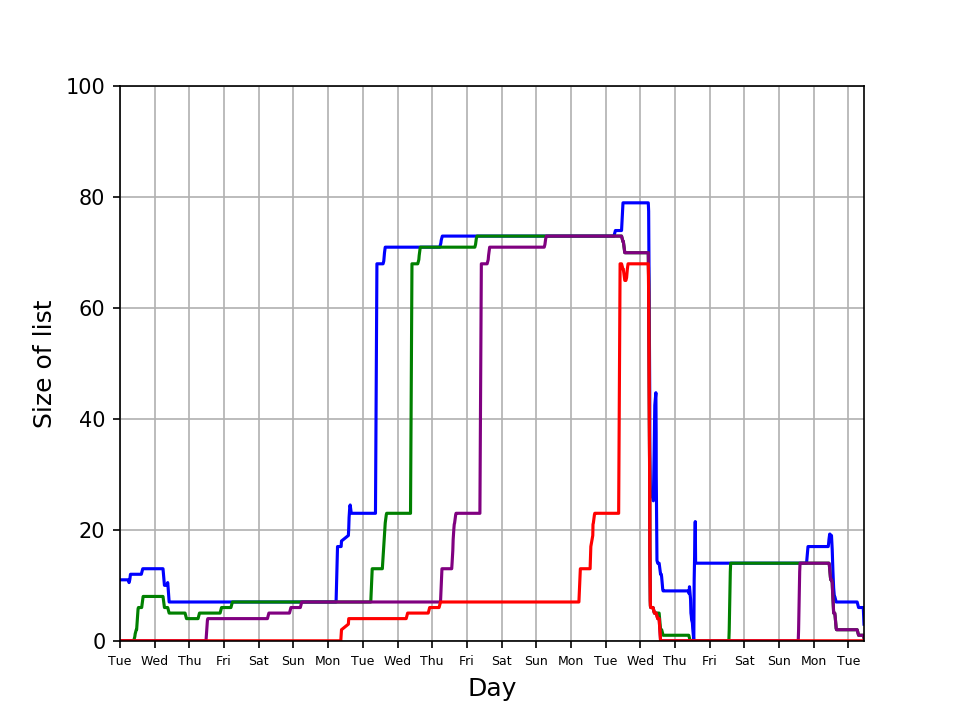 100
80
60
40
20
0
Size of list
Tue Wed Thu Fri Sat Sun Mon Tue Wed Thu Fri Sat Sun Mon Tue Wed Thu Fri Sat Sun Mon Tue
Day